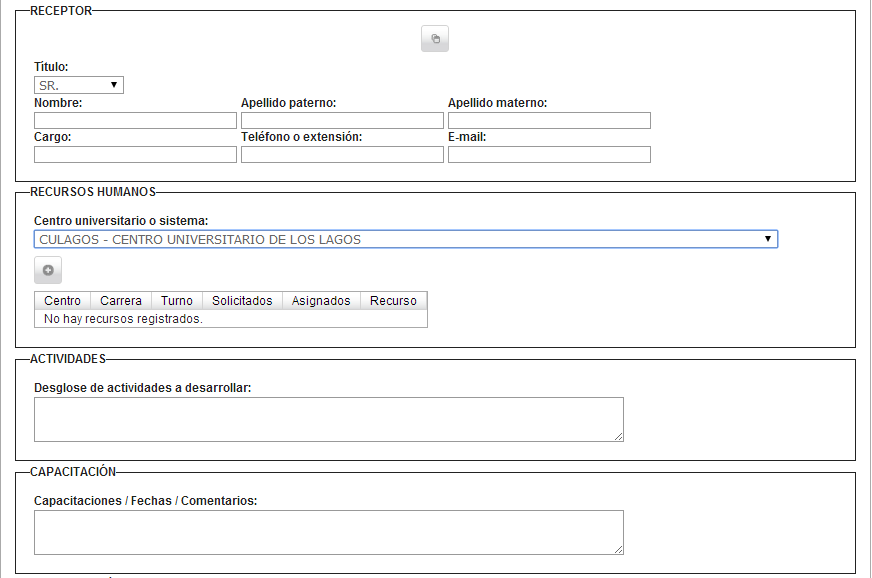 RECEPTOR
Título:
SR.
Nombre: Apellido paterno: Apellido materno:
Cargo: Teléfono o extensión: E-mail:
RECURSOS HUMANOS
Centro universitario o sistema:
CULAGOS - CENTRO UNIVERSITARIO DE LOS LAGOS
Centro Carrera Turno Solicitados Asignados Recurso
No hay recursos registrados.
ACTIVIDADES
Desglose de actividades a desarrollar:
CAPACITACIÓN
Capacitaciones / Fechas / Comentarios: